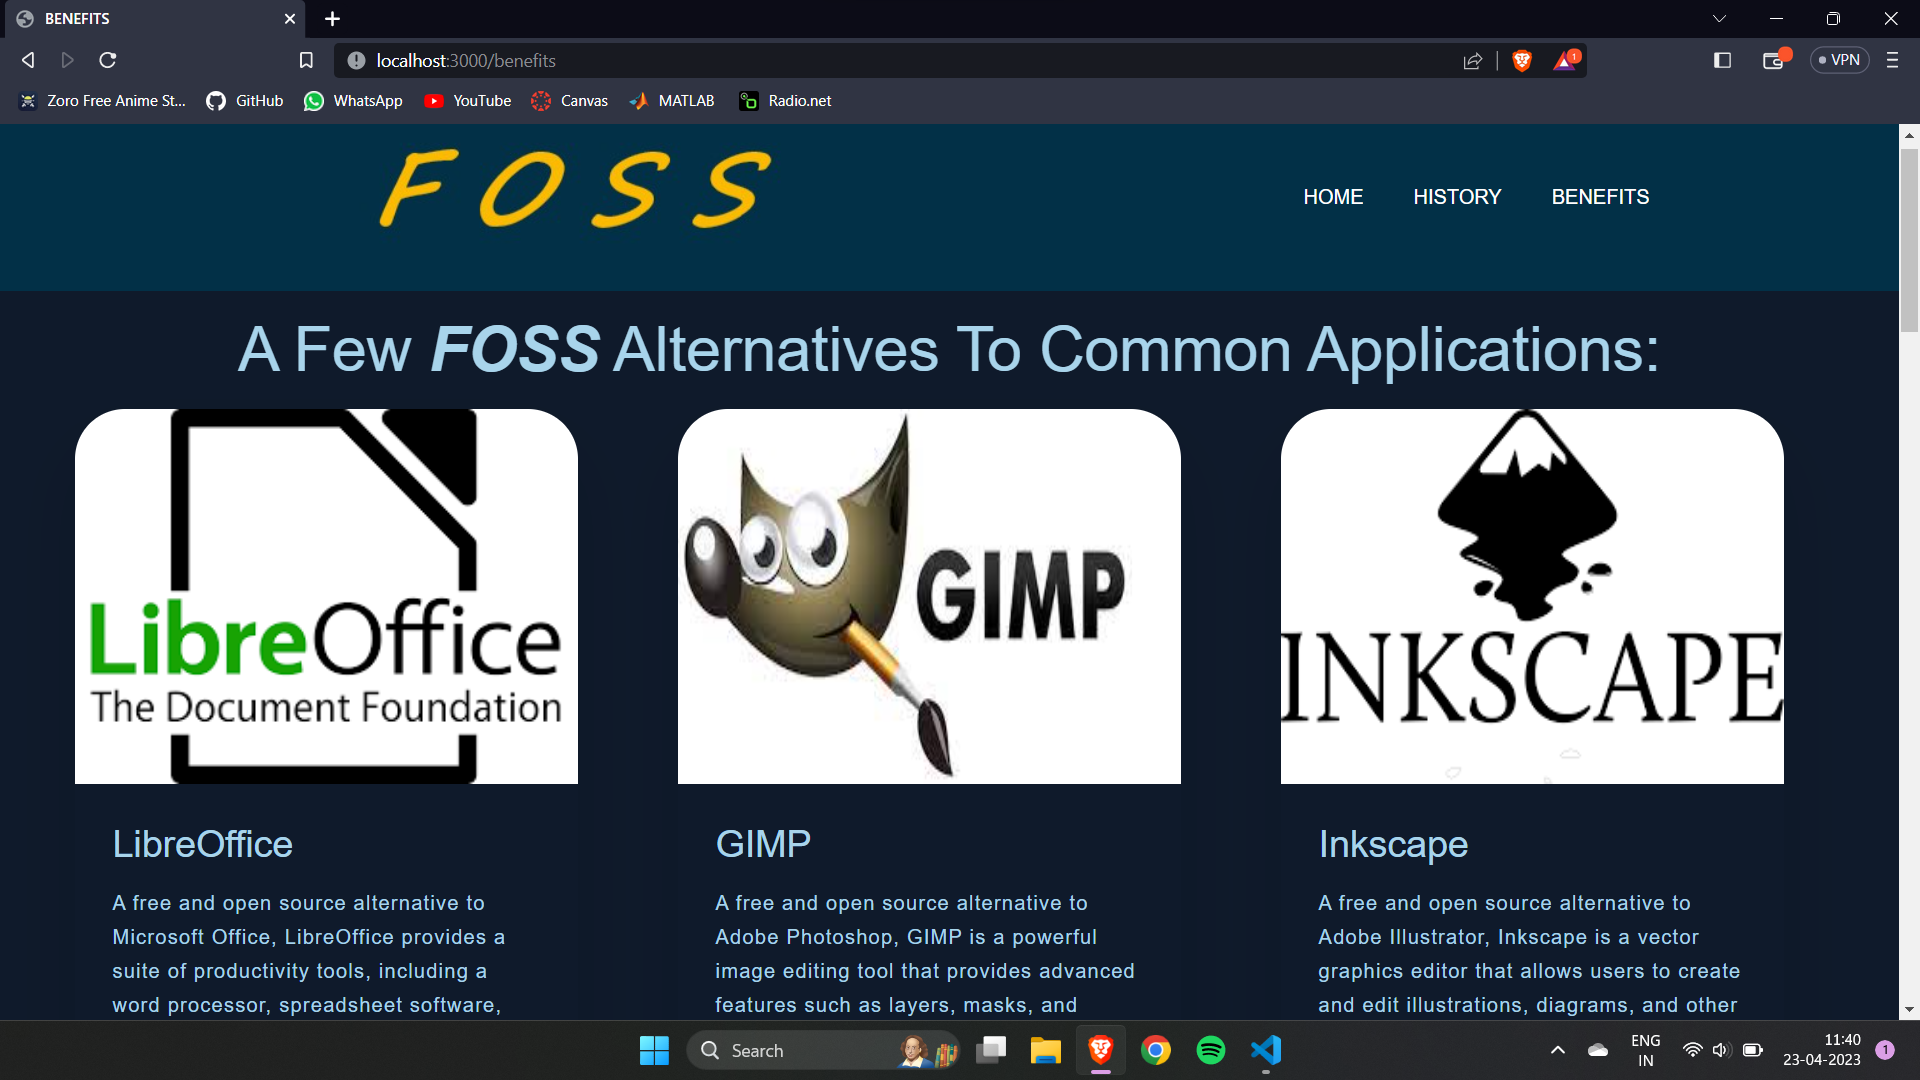 BENEFITS
localhost:3000/benefits
1
VPN
Zoro Free Anime St...
GitHub
WhatsApp
YouTube
Canvas
MATLAB
Radio.net
FOSS
HOME
HISTORY
BENEFITS
A Few FOSS Alternatives To Common Applications:
LibreOffice
The Document Foundation
GIMP
INKSCAPE
LibreOffice
A free and open source alternative to
Microsoft Office, LibreOffice provides a
suite of productivity tools, including a
word processor, spreadsheet software,
GIMP
A free and open source alternative to
Adobe Photoshop, GIMP is a powerful
image editing tool that provides advanced
features such as layers, masks, and
Inkscape
A free and open source alternative to
Adobe Illustrator, Inkscape is a vector
graphics editor that allows users to create
and edit illustrations, diagrams, and other
Search
ENG
IN
11:40
23-04-2023
1